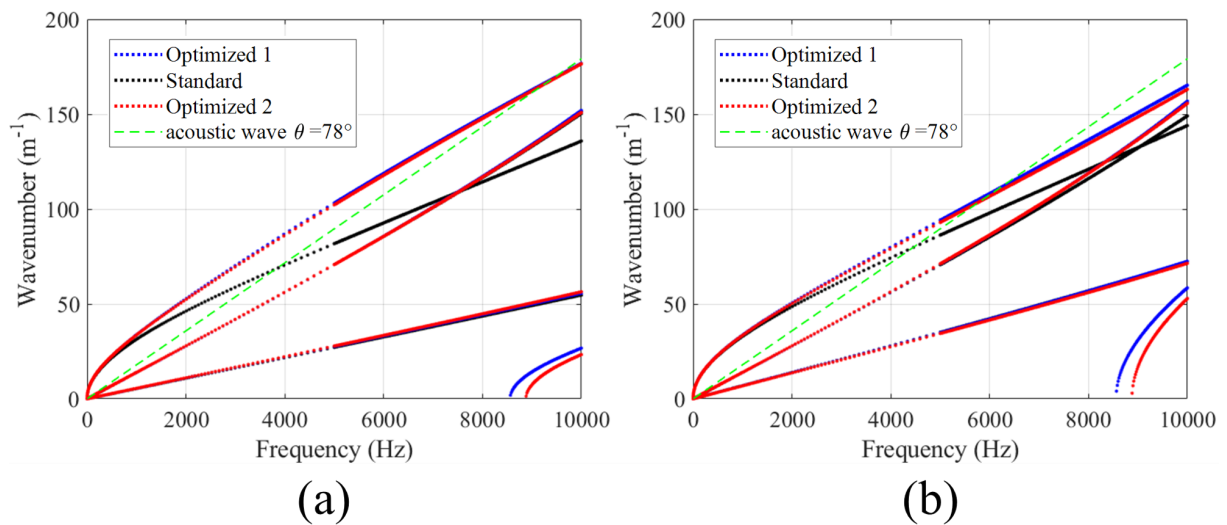 200
150
100
50
0
Wavenumber (m⁻¹)
Optimized 1
Standard
Optimized 2
acoustic wave θ =78°
0 2000 4000 6000 8000 10000
Frequency (Hz)
(a)
200
150
100
50
0
Wavenumber (m⁻¹)
Optimized 1
Standard
Optimized 2
acoustic wave θ =78°
0 2000 4000 6000 8000 10000
Frequency (Hz)
(b)